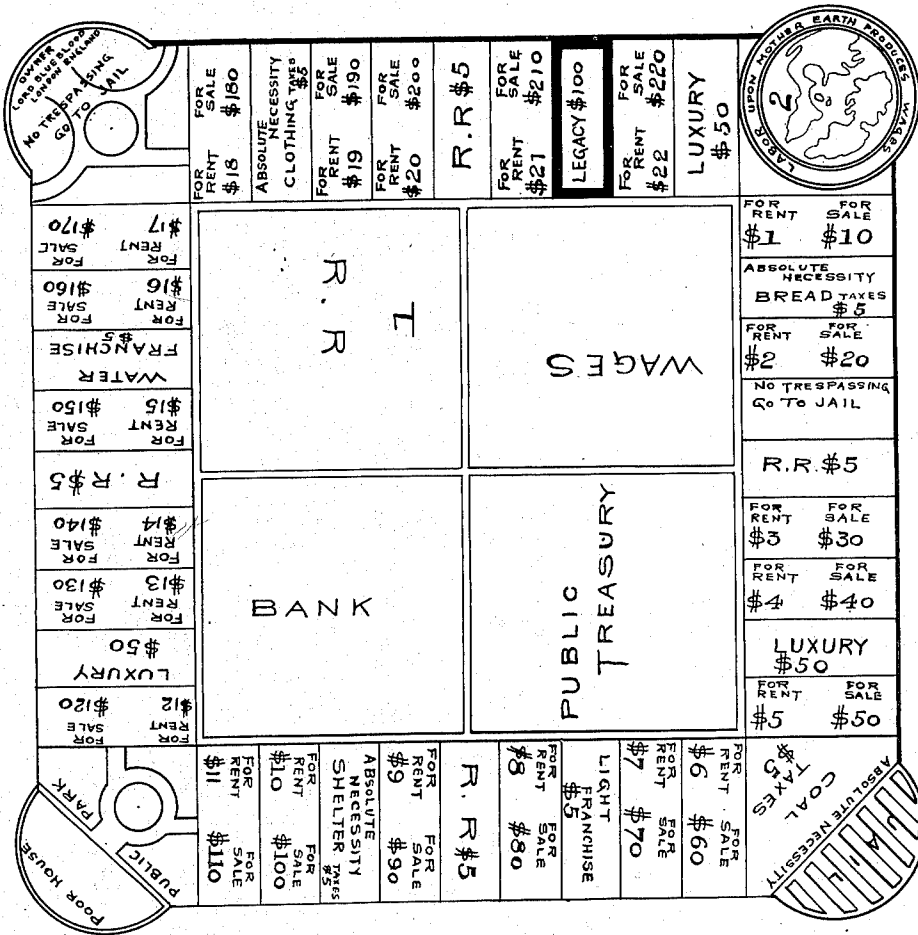 OWNER
LORD BLUEBLOOD
LONDON ENGLAND
NO TRESPASSING
GO TO JAIL
FOR SALE $180
FOR RENT $18
ABSOLUTE
NECESSITY
CLOTHING TAXES
$5
FOR SALE $190
FOR RENT $19
FOR SALE $200
FOR RENT $20
R.R $5
FOR SALE $210
FOR RENT $21
LEGACY $100
FOR SALE $220
FOR RENT $22
LUXURY
$50
LABOR UPON MOTHER EARTH PRODUCES WAGES
2
FOR RENT $1
FOR SALE $10
ABSOLUTE
NECESSITY
BREAD TAXES
$5
FOR RENT $2
FOR SALE $20
NO TRESPASSING
GO TO JAIL
R.R. $5
FOR RENT $3
FOR SALE $30
FOR RENT $4
FOR SALE $40
LUXURY
$50
FOR RENT $5
FOR SALE $50
ABSOLUTE NECESSITY
COAL
TAXES
$5
JAIL
FOR RENT $6
FOR SALE $60
FOR RENT $7
FOR SALE $70
LIGHT
FRANCHISE
$5
FOR RENT $8
FOR SALE $80
R. R $5
FOR $9
FOR SALE $90
ABSOLUTE
NECESSITY
SHELTER TAXES
$5
FOR RENT $10
FOR SALE $100
FOR RENT $11
FOR SALE $110
PUBLIC
PARK
POOR HOUSE
FOR RENT $12
FOR SALE $120
LUXURY
$50
FOR RENT $13
FOR SALE $130
FOR RENT $14
FOR SALE $140
R.R $5
FOR RENT $15
FOR SALE $150
WATER
FRANCHISE
$5
FOR RENT $16
FOR SALE $160
FOR RENT $17
FOR SALE $170
R. R
T
WAGES
BANK
PUBLIC
TREASURY